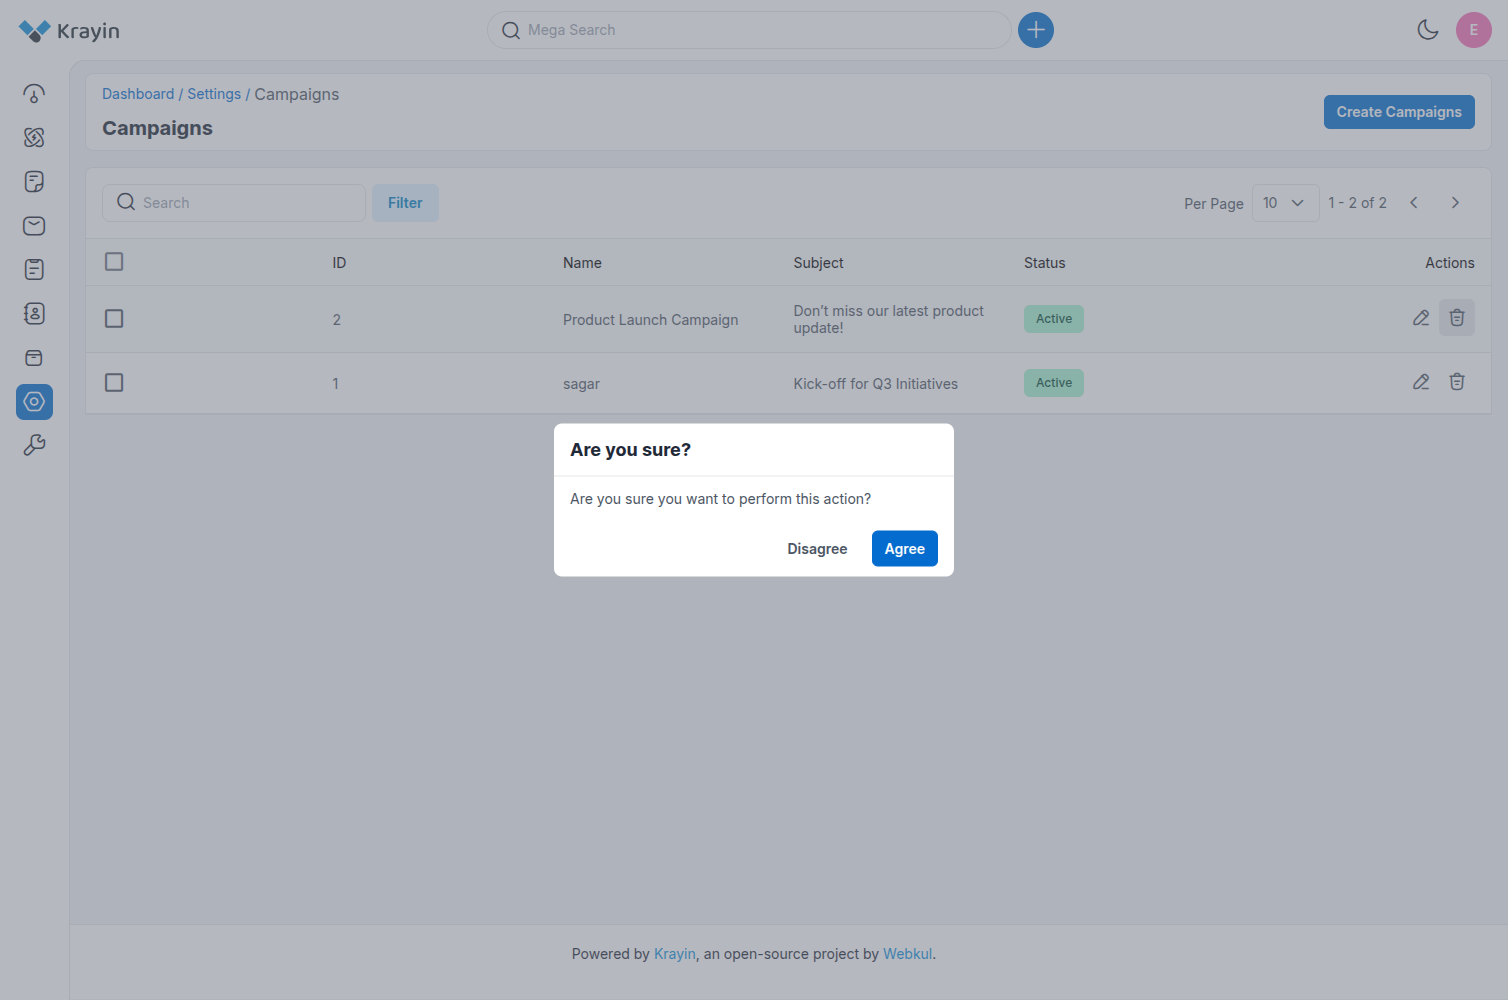 Krayin
Mega Search
E
Dashboard / Settings / Campaigns
Campaigns
Create Campaigns
Search
Filter
Per Page
10
1 - 2 of 2
ID
Name
Subject
Status
Actions
2
Product Launch Campaign
Don't miss our latest product
update!
Active
1
sagar
Kick-off for Q3 Initiatives
Active
Are you sure?
Are you sure you want to perform this action?
Disagree
Agree
Powered by Krayin, an open-source project by Webkul.